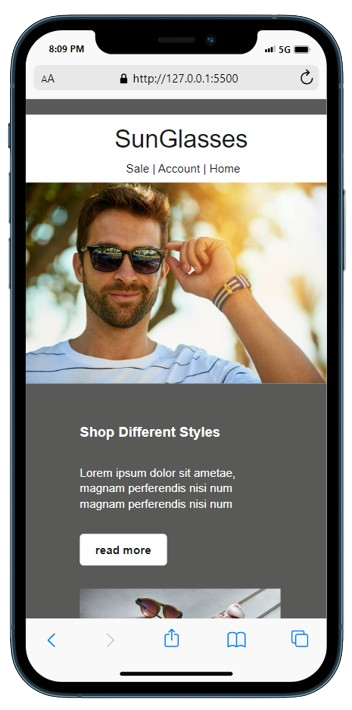 8:09 PM
5G
AA
http://127.0.0.1:5500
SunGlasses
Sale | Account | Home
Shop Different Styles
Lorem ipsum dolor sit ametae,
magnam perferendis nisi num
magnam perferendis nisi num
read more